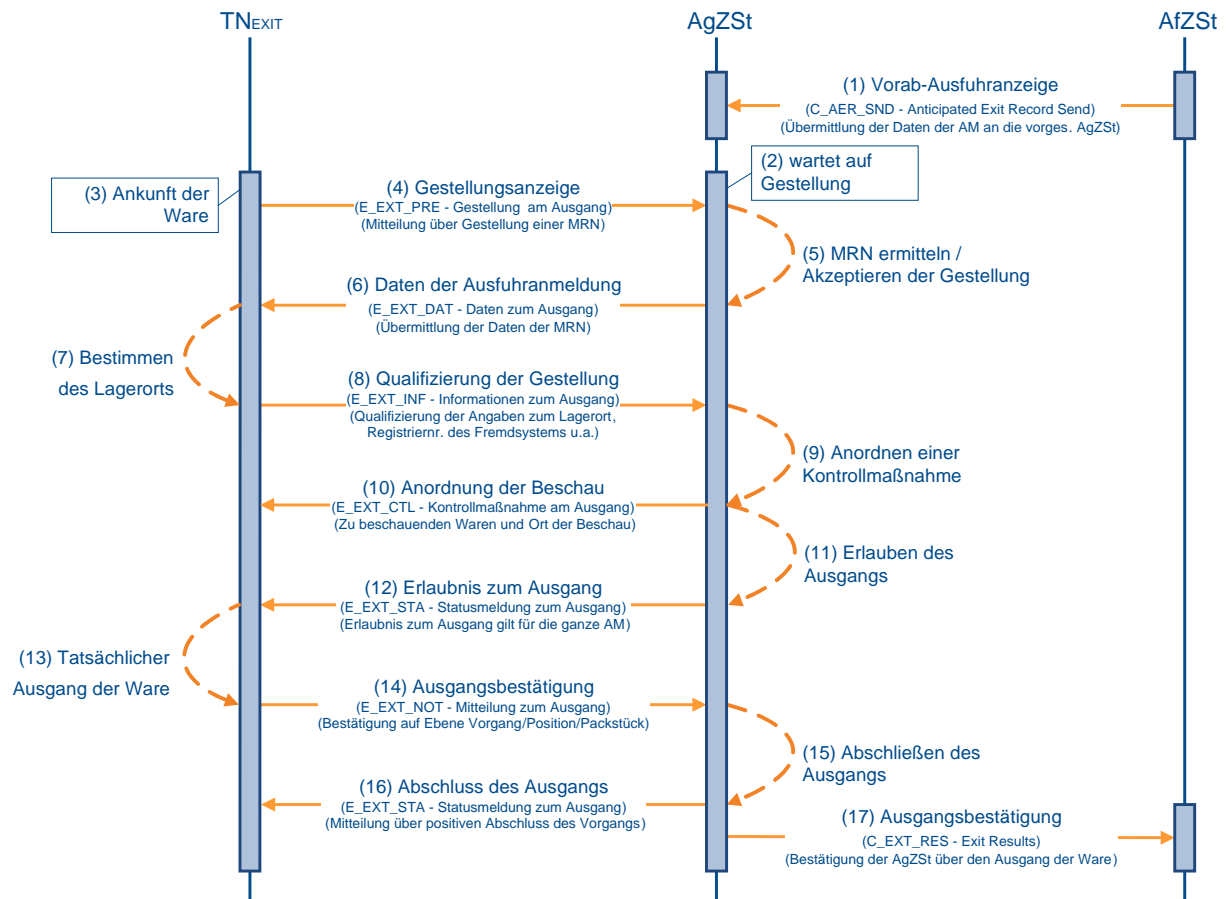 TNEXIT
AgZSt
AfZSt
(1) Vorab-Ausfuhranzeige
(C_AER_SND - Anticipated Exit Record Send)
(Übermittlung der Daten der AM an die vorges. AgZSt)
(2) wartet auf
Gestellung
(3) Ankunft der
Ware
(4) Gestellungsanzeige
(E_EXT_PRE - Gestellung am Ausgang)
(Mitteilung über Gestellung einer MRN)
(5) MRN ermitteln /
Akzeptieren der Gestellung
(6) Daten der Ausfuhranmeldung
(E_EXT_DAT - Daten zum Ausgang)
(Übermittlung der Daten der MRN)
(7) Bestimmen
des Lagerorts
(8) Qualifizierung der Gestellung
(E_EXT_INF - Informationen zum Ausgang)
(Qualifizierung der Angaben zum Lagerort,
Registriernr. des Fremdsystems u.a.)
(9) Anordnen einer
Kontrollmaßnahme
(10) Anordnung der Beschau
(E_EXT_CTL - Kontrollmaßnahme am Ausgang)
(Zu beschauenden Waren und Ort der Beschau)
(11) Erlauben des
Ausgangs
(12) Erlaubnis zum Ausgang
(E_EXT_STA - Statusmeldung zum Ausgang)
(Erlaubnis zum Ausgang gilt für die ganze AM)
(13) Tatsächlicher
Ausgang der Ware
(14) Ausgangsbestätigung
(E_EXT_NOT - Mitteilung zum Ausgang)
(Bestätigung auf Ebene Vorgang/Position/Packstück)
(15) Abschließen des
Ausgangs
(16) Abschluss des Ausgangs
(E_EXT_STA - Statusmeldung zum Ausgang)
(Mitteilung über positiven Abschluss des Vorgangs)
(17) Ausgangsbestätigung
(C_EXT_RES - Exit Results)
(Bestätigung der AgZSt über den Ausgang der Ware)